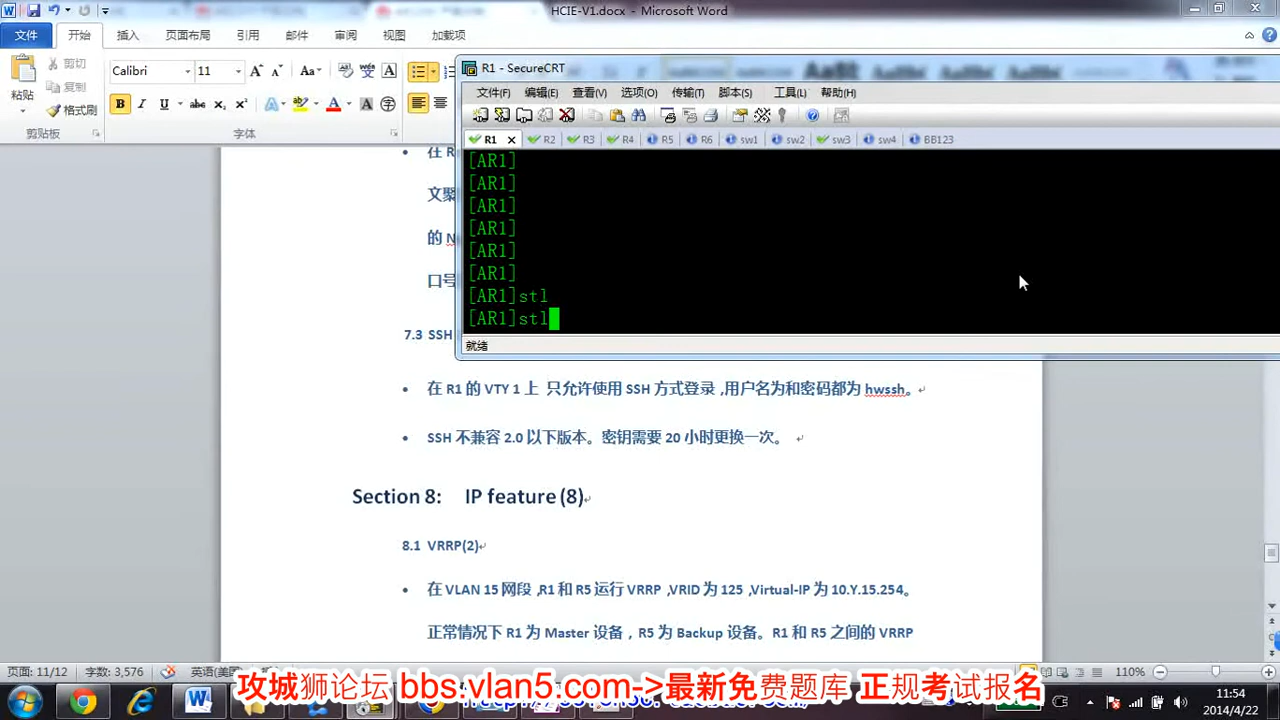 HCIE-V1.docx - Microsoft Word
文件 开始 插入 页面布局 引用 邮件 审阅 视图 加载项
剪切
复制
粘贴 格式刷
Calibri 11
剪贴板 字体
R1 - SecureCRT
文件(F) 编辑(E) 查看(V) 选项(O) 传输(T) 脚本(S) 工具(L) 帮助(H)
R1 R2 R3 R4 R5 R6 sw1 sw2 sw3 sw4 BB123
[AR1]
[AR1]
[AR1]
[AR1]
[AR1]
[AR1]
[AR1]stl
[AR1]stl
就绪
在 R
文聚
的 N
口号
7.3 SSH
在 R1 的 VTY 1 上 只允许使用 SSH 方式登录 ,用户名为和密码都为 hwssh。
SSH 不兼容 2.0 以下版本。密钥需要 20 小时更换一次。
Section 8: IP feature (8)
8.1 VRRP(2)
在 VLAN 15 网段 ,R1 和 R5 运行 VRRP ,VRID 为 125 ,Virtual-IP 为 10.Y.15.254。
正常情况下 R1 为 Master 设备，R5 为 Backup 设备。R1 和 R5 之间的 VRRP
页面: 11/12 字数: 3,576 英语(美国) 110%
攻城狮论坛 bbs.vlan5.com->最新免费题库 正规考试报名
11:54
2014/4/22